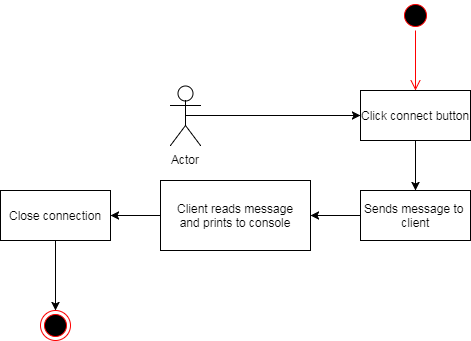 Click connect button
Actor
Client reads message
and prints to console
Sends message to
client
Close connection